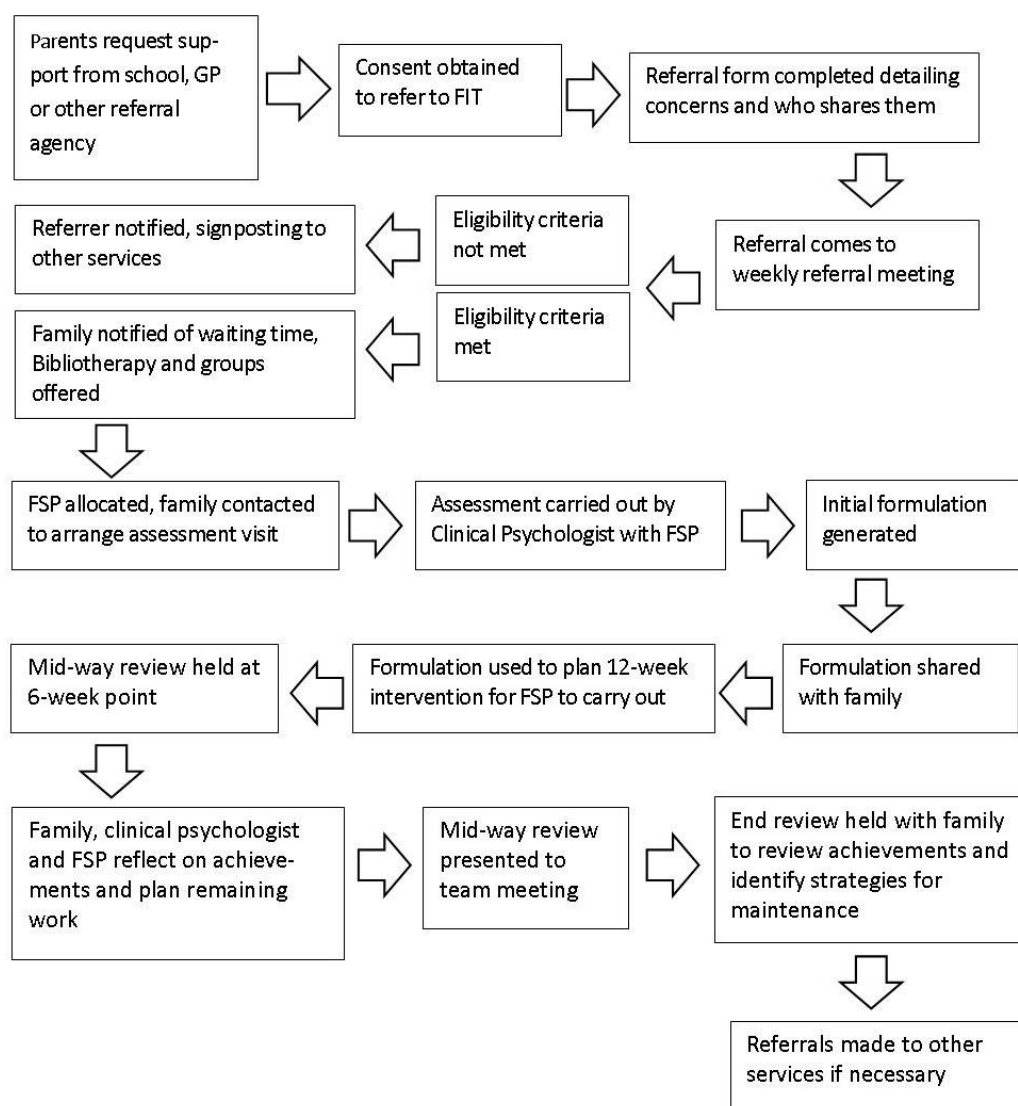 Parents request sup-
port from school, GP
or other referral
agency
Consent obtained
to refer to FIT
Referral form completed detailing
concerns and who shares them
Referral comes to
weekly referral meeting
Eligibility criteria
not met
Referrer notified, signposting to
other services
Eligibility criteria
met
Family notified of waiting time,
Bibliotherapy and groups
offered
FSP allocated, family contacted
to arrange assessment visit
Assessment carried out by
Clinical Psychologist with FSP
Initial formulation
generated
Formulation shared
with family
Formulation used to plan 12-week
intervention for FSP to carry out
Mid-way review held at
6-week point
Family, clinical psychologist
and FSP reflect on achieve-
ments and plan remaining
work
Mid-way review
presented to
team meeting
End review held with family
to review achievements and
identify strategies for
maintenance
Referrals made to other
services if necessary